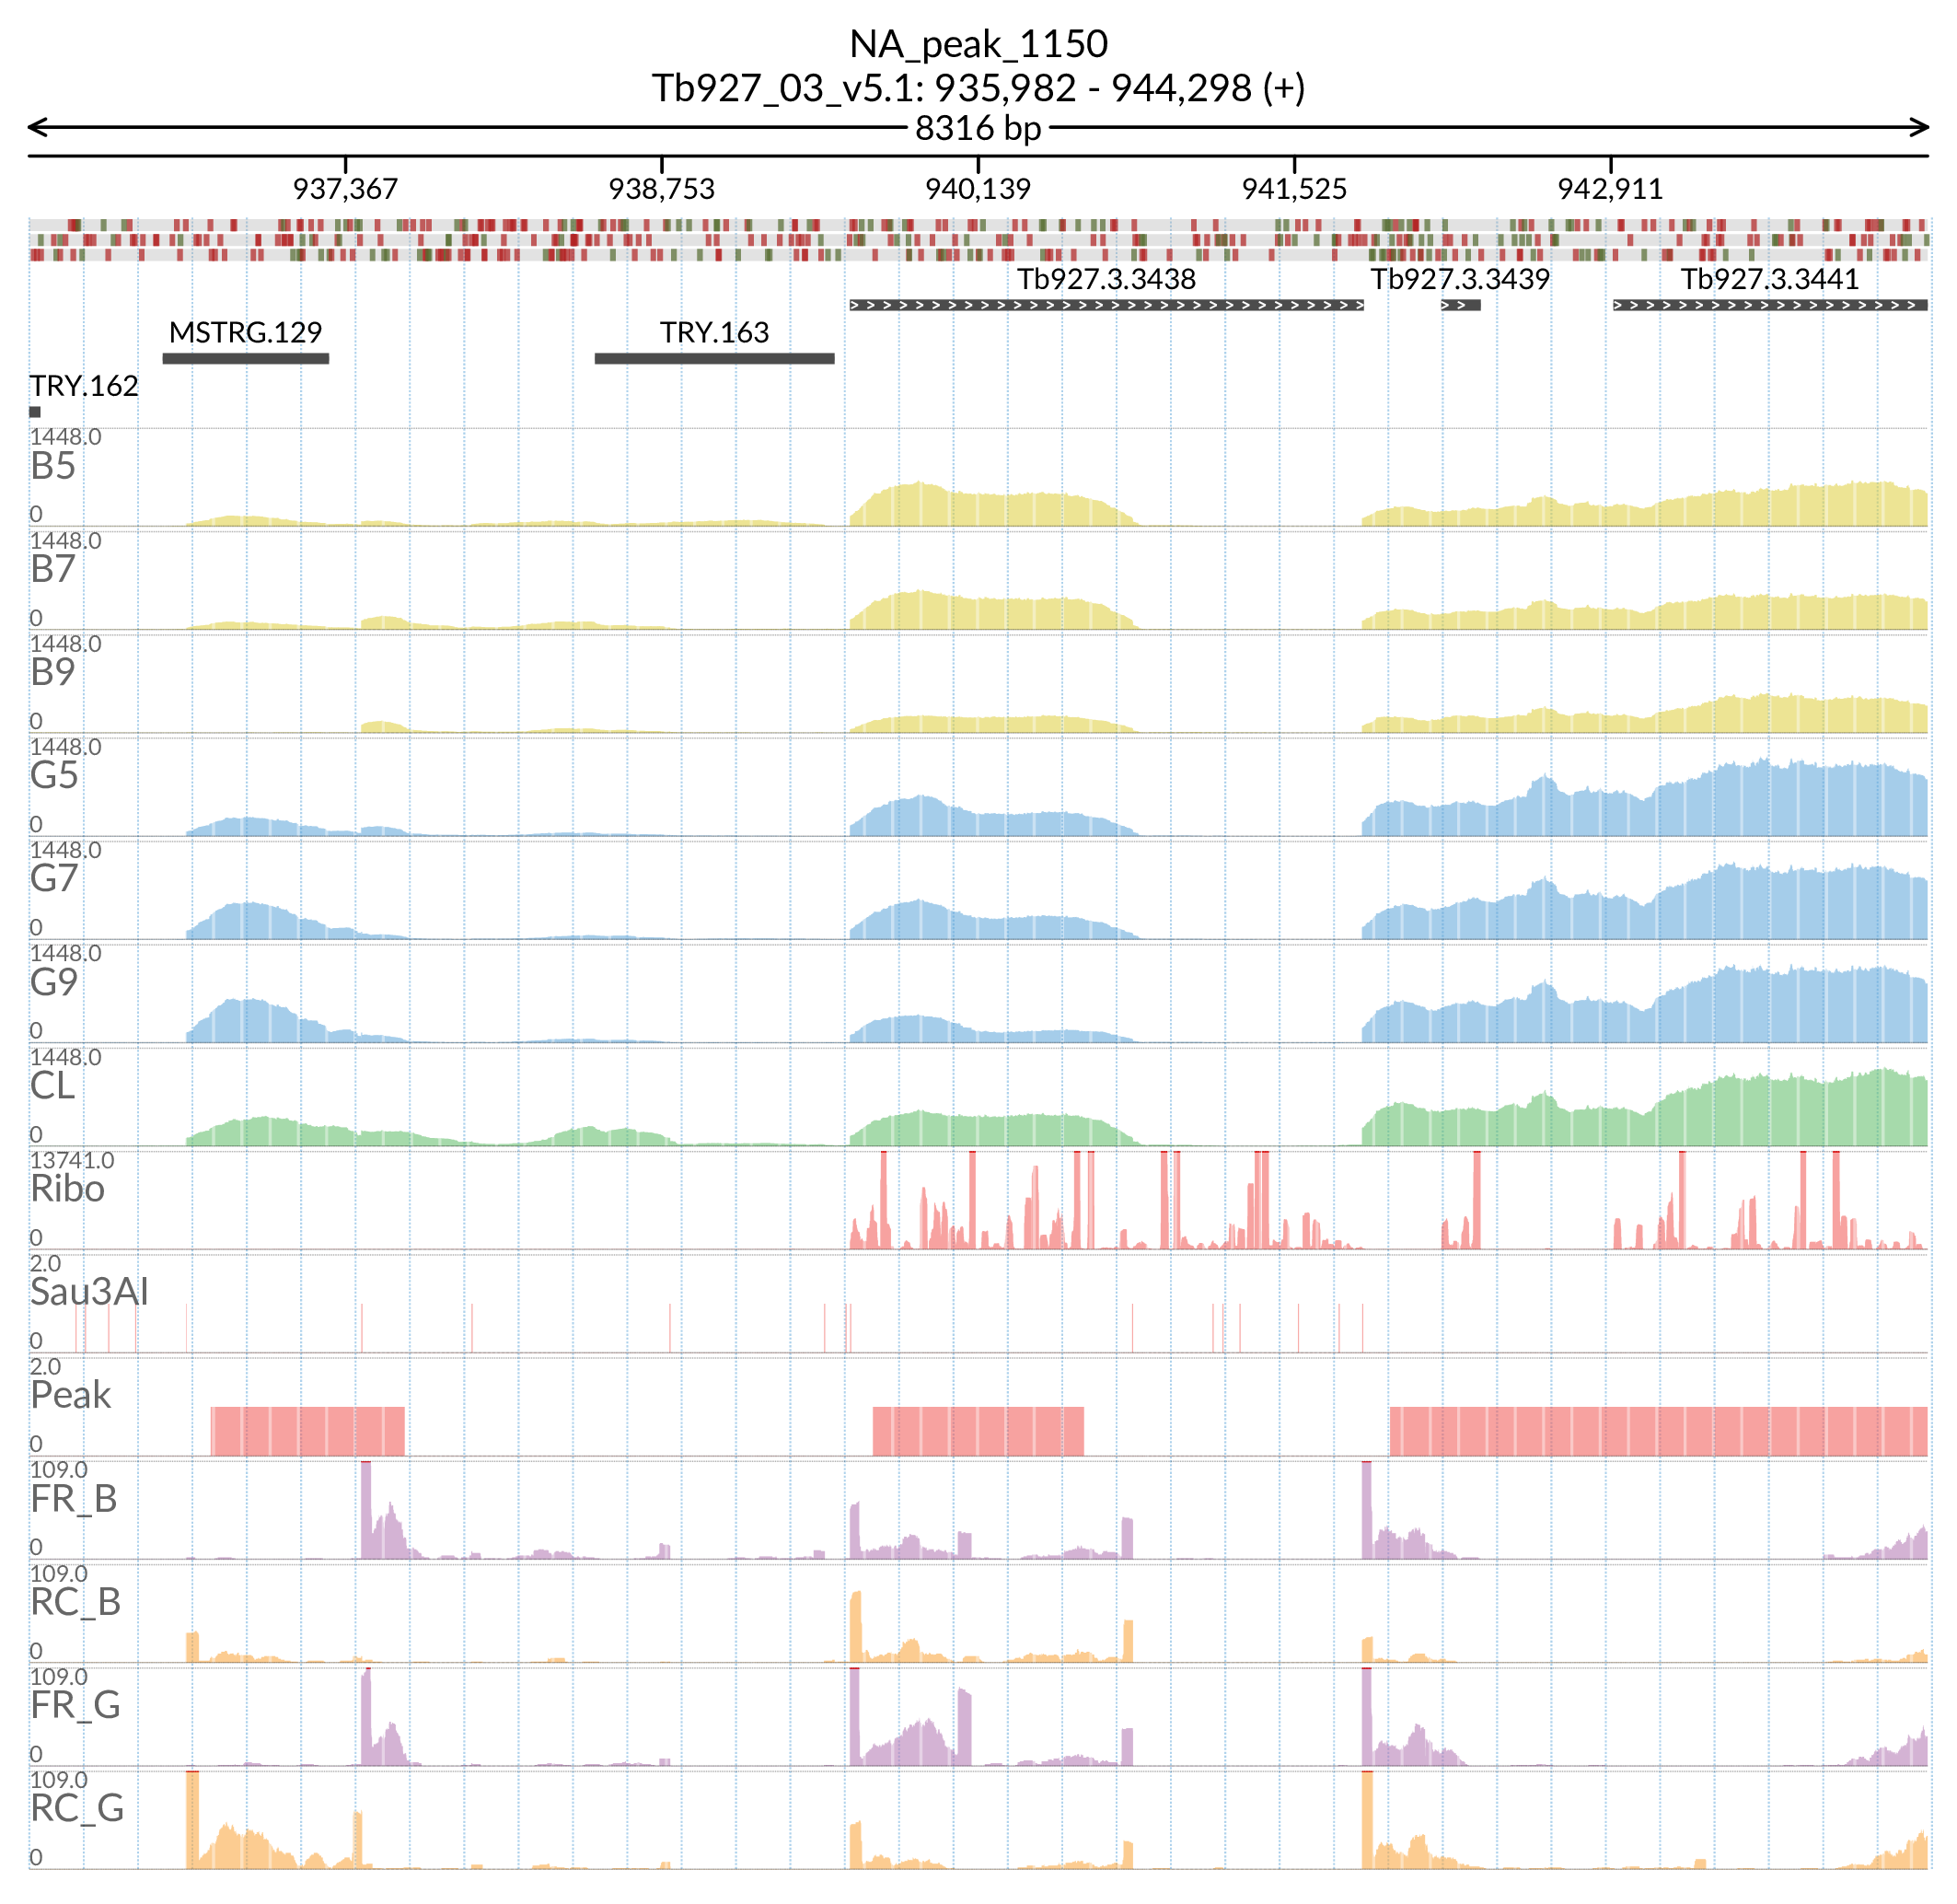 NA_peak_1150
Tb927_03_v5.1: 935,982 - 944,298 (+)
8316 bp
937,367 938,753 940,139 941,525 942,911
Tb927.3.3438 Tb927.3.3439 Tb927.3.3441
MSTRG.129 TRY.163
TRY.162
1448.0
B5
0
1448.0
B7
0
1448.0
B9
0
1448.0
G5
0
1448.0
G7
0
1448.0
G9
0
1448.0
CL
0
13741.0
Ribo
0
2.0
Sau3AI
0
2.0
Peak
0
109.0
FR_B
0
109.0
RC_B
0
109.0
FR_G
0
109.0
RC_G
0